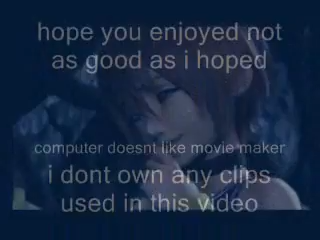 hope you enjoyed not
as good as i hoped
computer doesnt like movie maker
i dont own any clips
used in this video